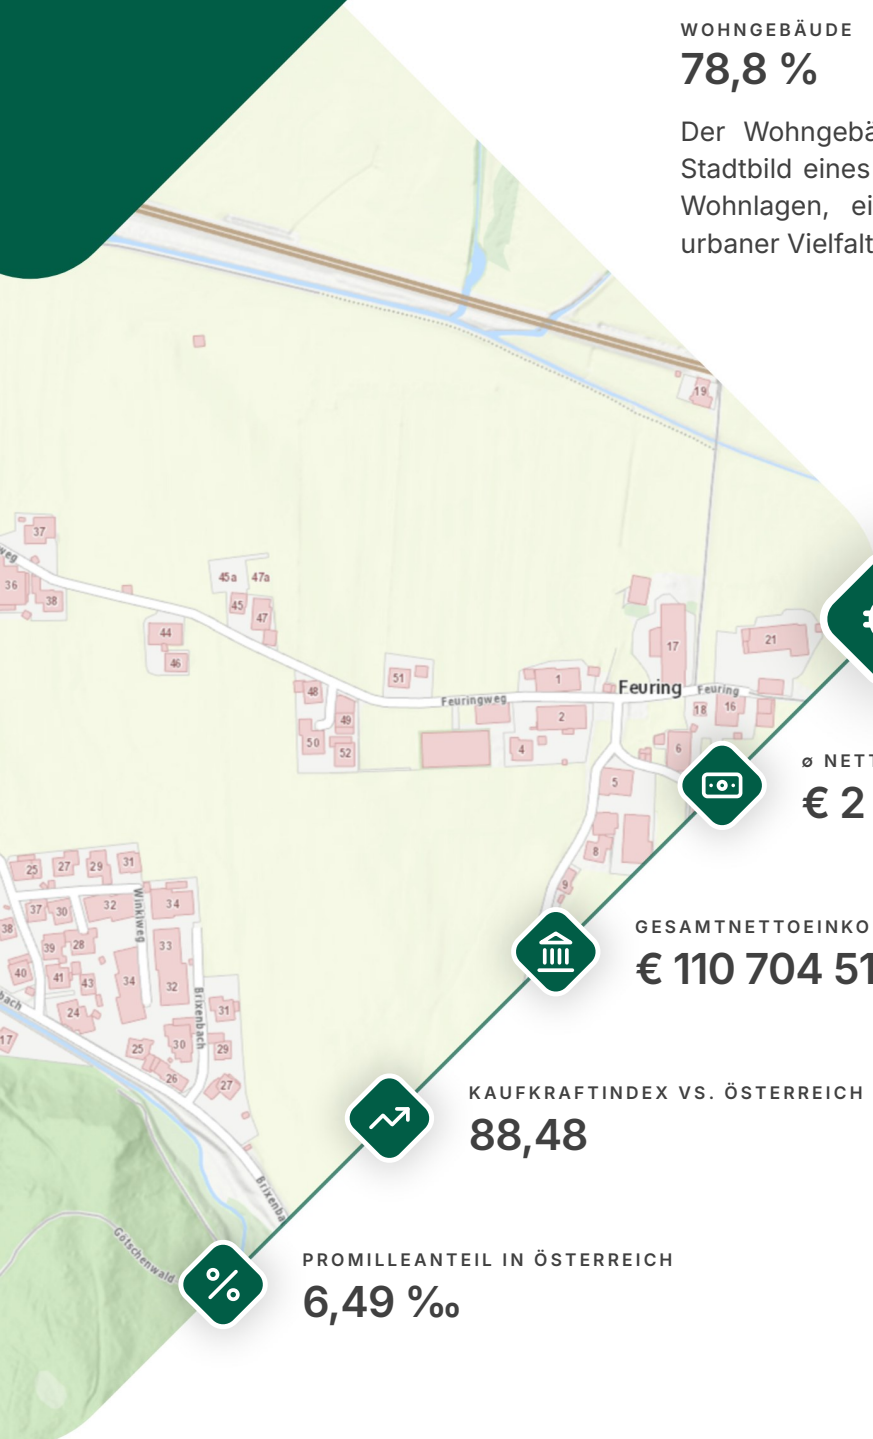 WOHNGEBÄUDE
78,8 %
Der Wohngebä
Stadtbild eines
Wohnlagen, ei
urbaner Vielfalt
19
37
weg
36
38
45a 47a
45
47
44
46
51
48
49
50
52
Feuringweg
1
2
4
Feuring
Feuring
17
21
16
18
6
5
8
9
ø NETT
€ 2
25 27 29 31
37 30 32 34
Winklweg
38
39 28
33
40 41 43
34
32
24
bach
17
Brixenbach
31
25 30 29
26
27
Brixenba
Götschenwald
GESAMTNETTOEINKO
€ 110 704 51
KAUFKRAFTINDEX VS. ÖSTERREICH
88,48
PROMILLEANTEIL IN ÖSTERREICH
6,49 ‰